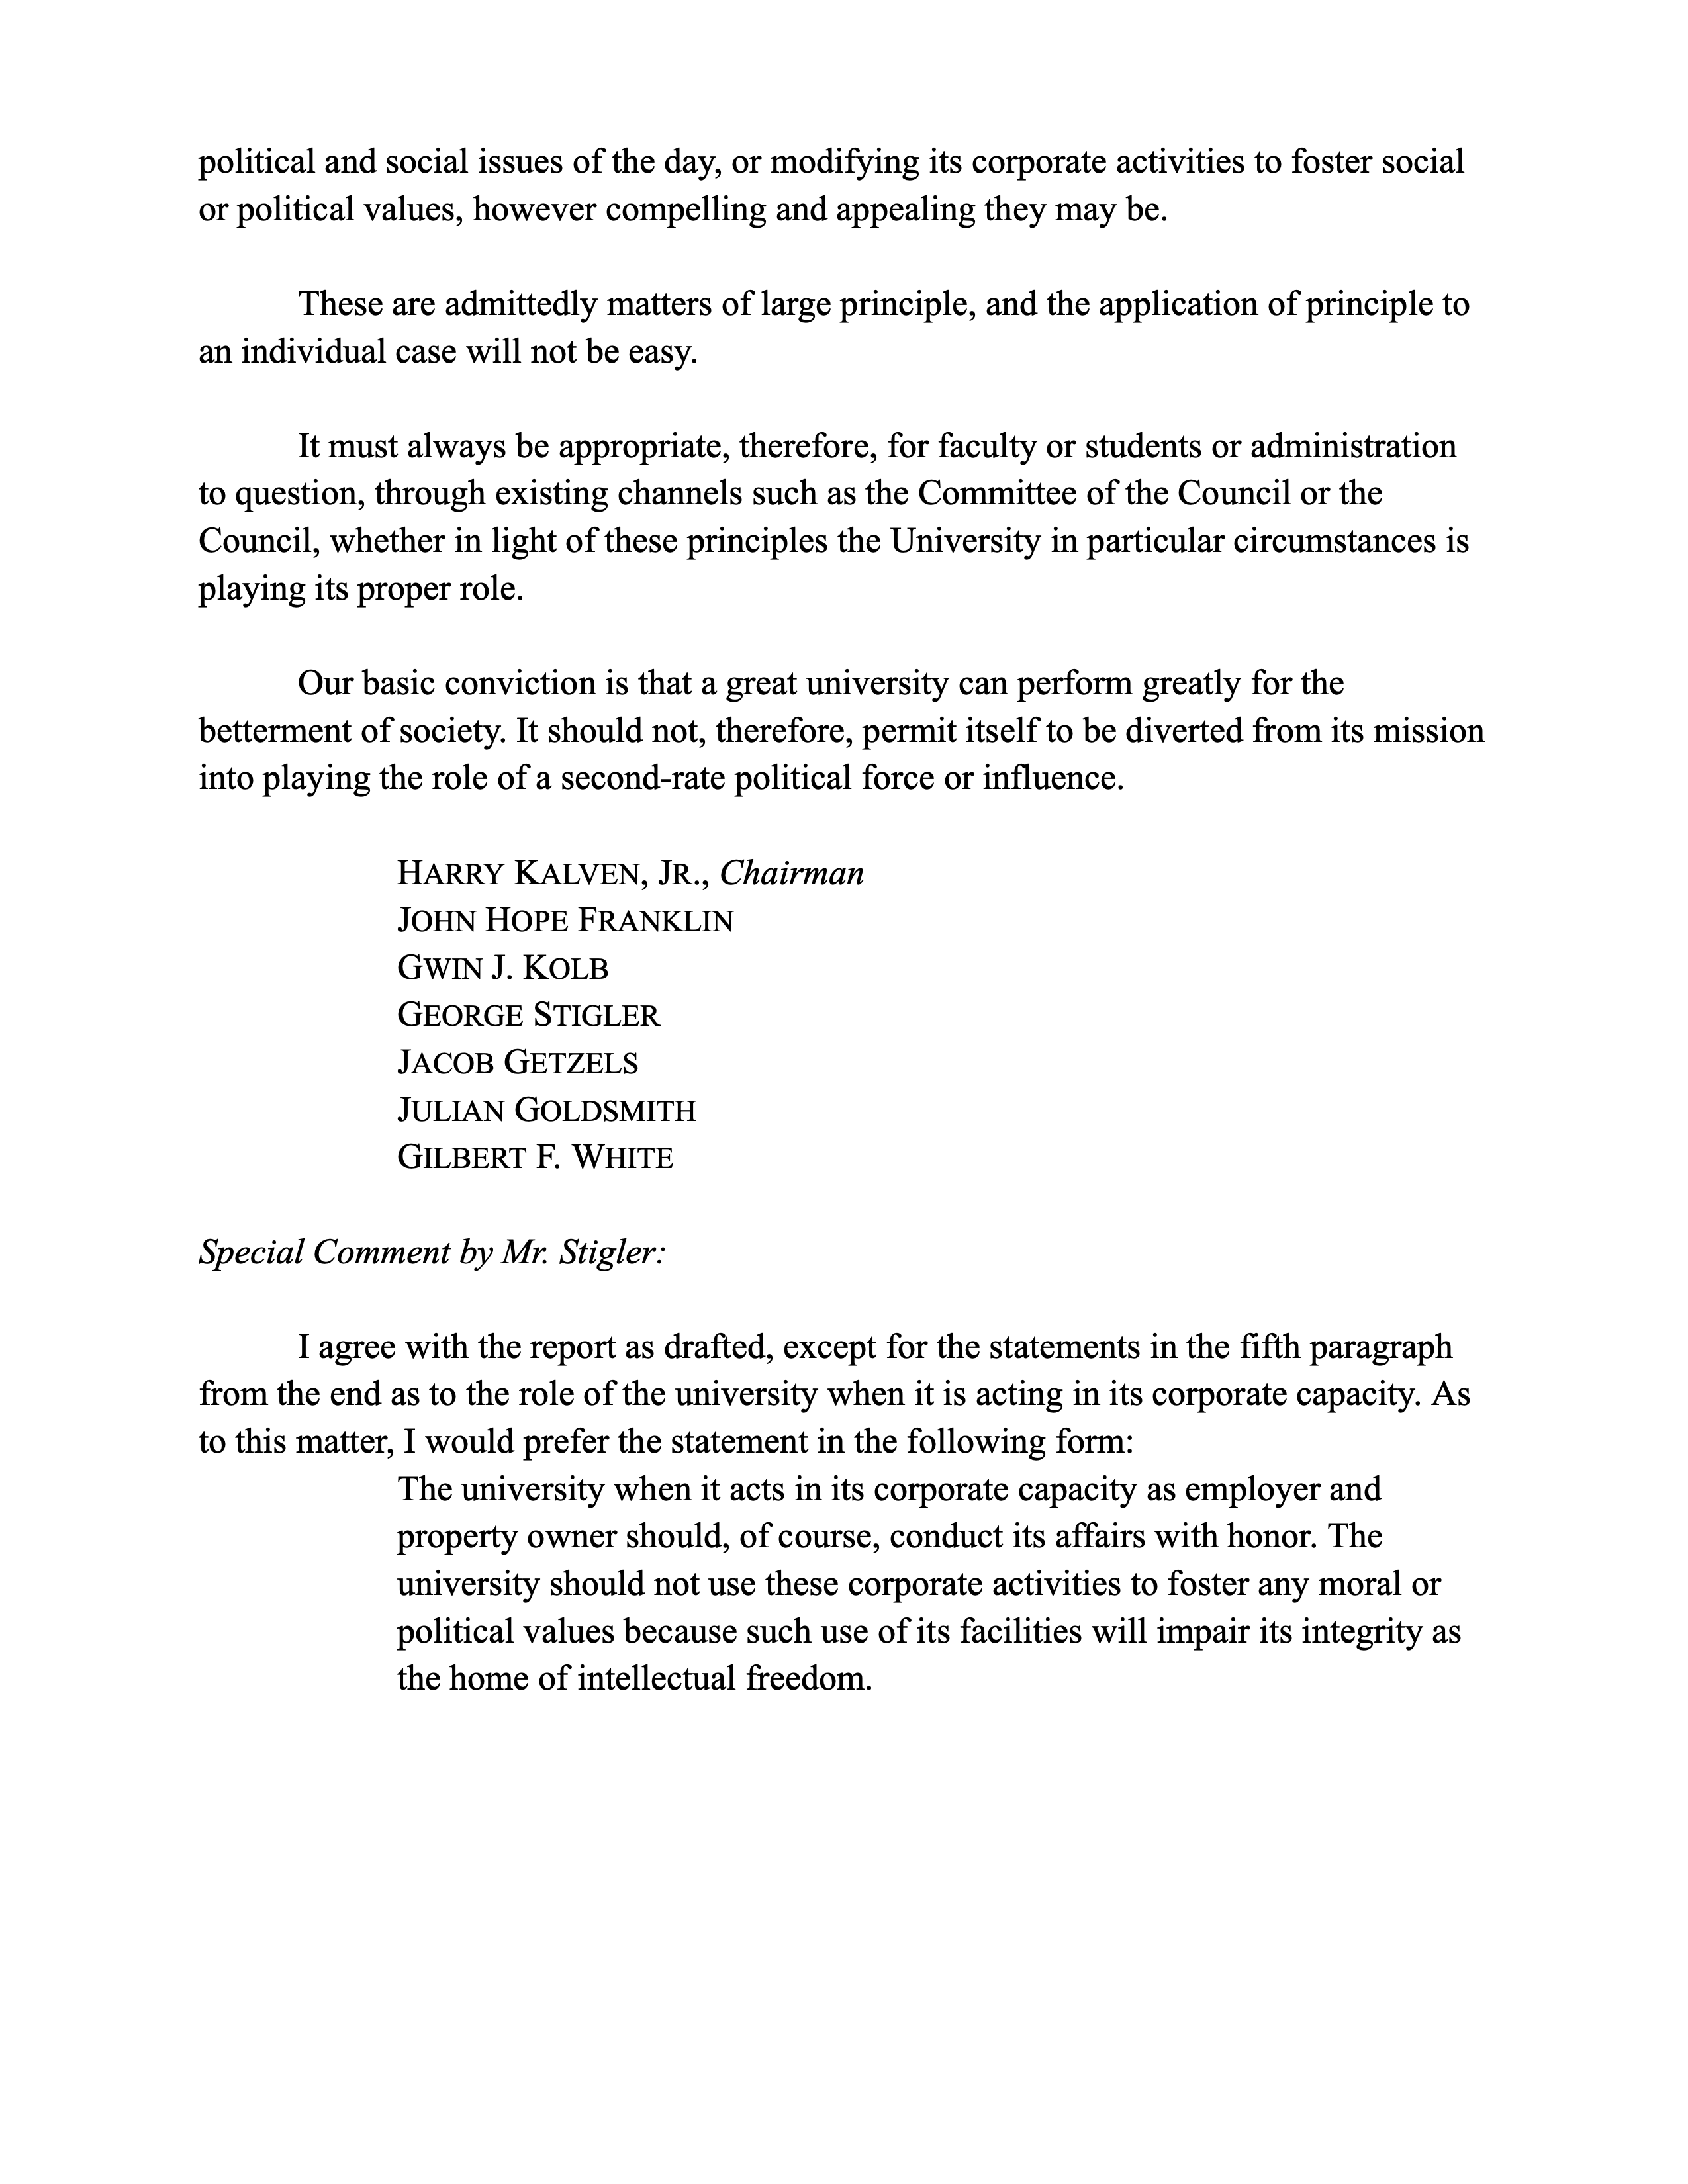 political and social issues of the day, or modifying its corporate activities to foster social
or political values, however compelling and appealing they may be.
These are admittedly matters of large principle, and the application of principle to
an individual case will not be easy.
It must always be appropriate, therefore, for faculty or students or administration
to question, through existing channels such as the Committee of the Council or the
Council, whether in light of these principles the University in particular circumstances is
playing its proper role.
Our basic conviction is that a great university can perform greatly for the
betterment of society. It should not, therefore, permit itself to be diverted from its mission
into playing the role of a second-rate political force or influence.
HARRY KALVEN, JR., Chairman
JOHN HOPE FRANKLIN
GWIN J. KOLB
GEORGE STIGLER
JACOB GETZELS
JULIAN GOLDSMITH
GILBERT F. WHITE
Special Comment by Mr. Stigler:
I agree with the report as drafted, except for the statements in the fifth paragraph
from the end as to the role of the university when it is acting in its corporate capacity. As
to this matter, I would prefer the statement in the following form:
The university when it acts in its corporate capacity as employer and
property owner should, of course, conduct its affairs with honor. The
university should not use these corporate activities to foster any moral or
political values because such use of its facilities will impair its integrity as
the home of intellectual freedom.